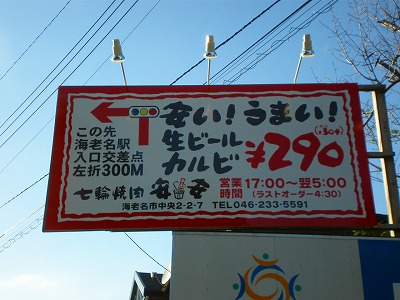 安い!うまい!
この先
海老名駅
入口交差点
左折300M
生ビール
カルビ
¥290
(¥304)
七輪焼肉 安安
営業時間 17:00〜翌5:00
(ラストオーダー4:30)
海老名市中央2-2-7 TEL046-233-5591